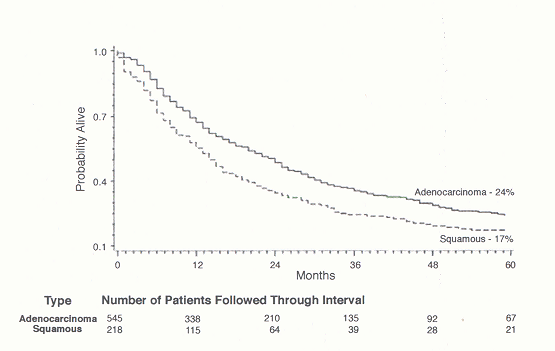 1.0
0.7
Probability Alive
0.4
Adenocarcinoma - 24%
Squamous - 17%
0.1
0 12 24 36 48 60
Months
Type Number of Patients Followed Through Interval
Adenocarcinoma 545 338 210 135 92 67
Squamous 218 115 64 39 28 21